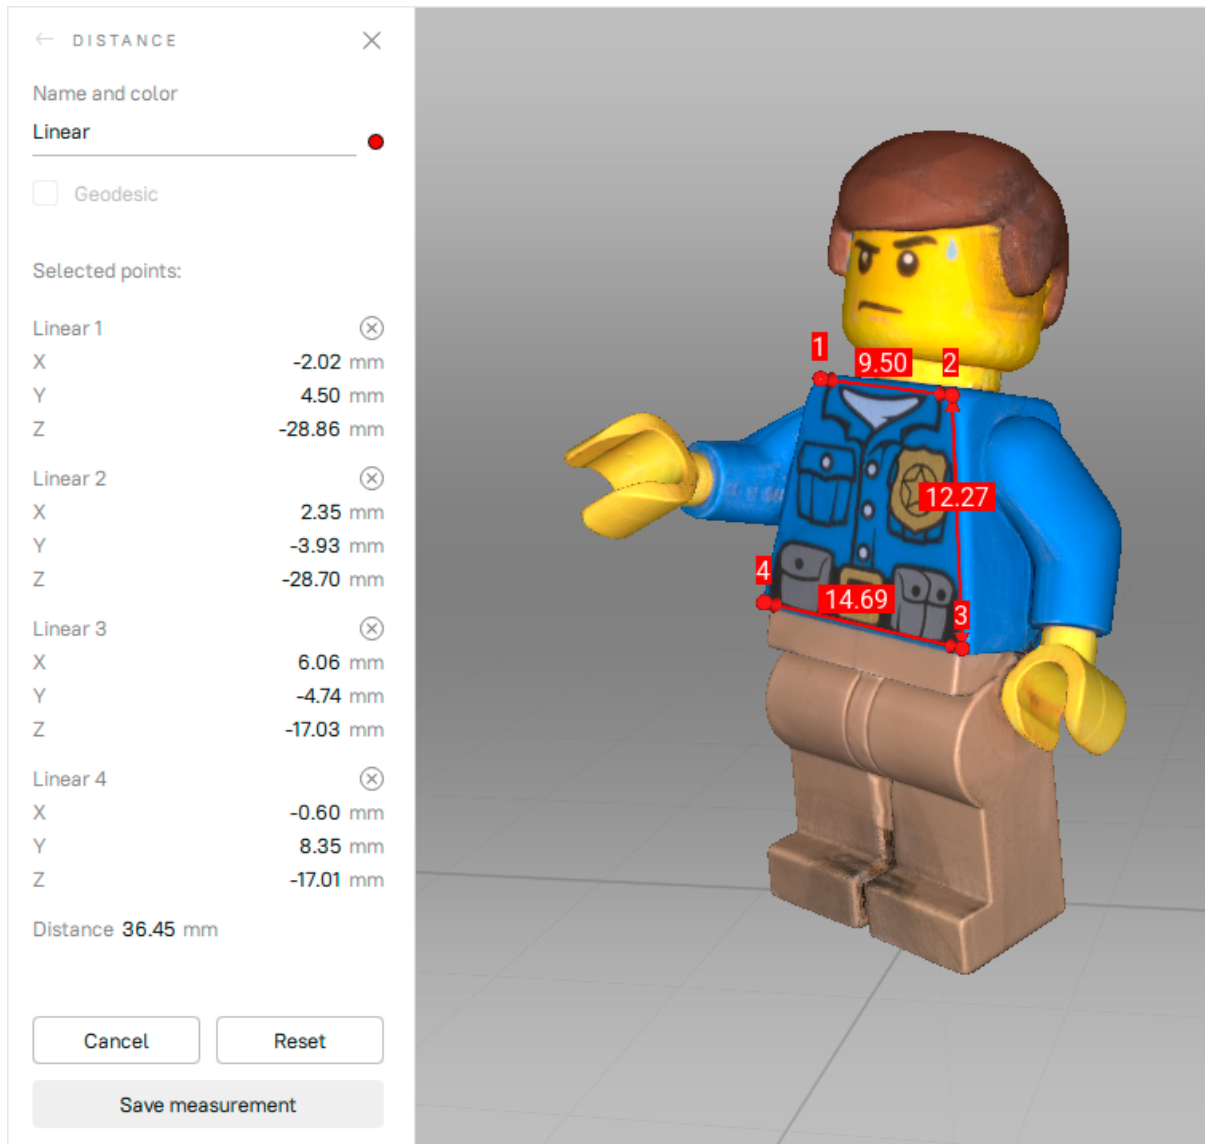 DISTANCE
Name and color
Linear
Geodesic
Selected points:
Linear 1
X -2.02 mm
Y 4.50 mm
Z -28.86 mm
Linear 2
X 2.35 mm
Y -3.93 mm
Z -28.70 mm
Linear 3
X 6.06 mm
Y -4.74 mm
Z -17.03 mm
Linear 4
X -0.60 mm
Y 8.35 mm
Z -17.01 mm
Distance 36.45 mm
Cancel Reset
Save measurement
1 9.50 2
12.27
4 14.69 3